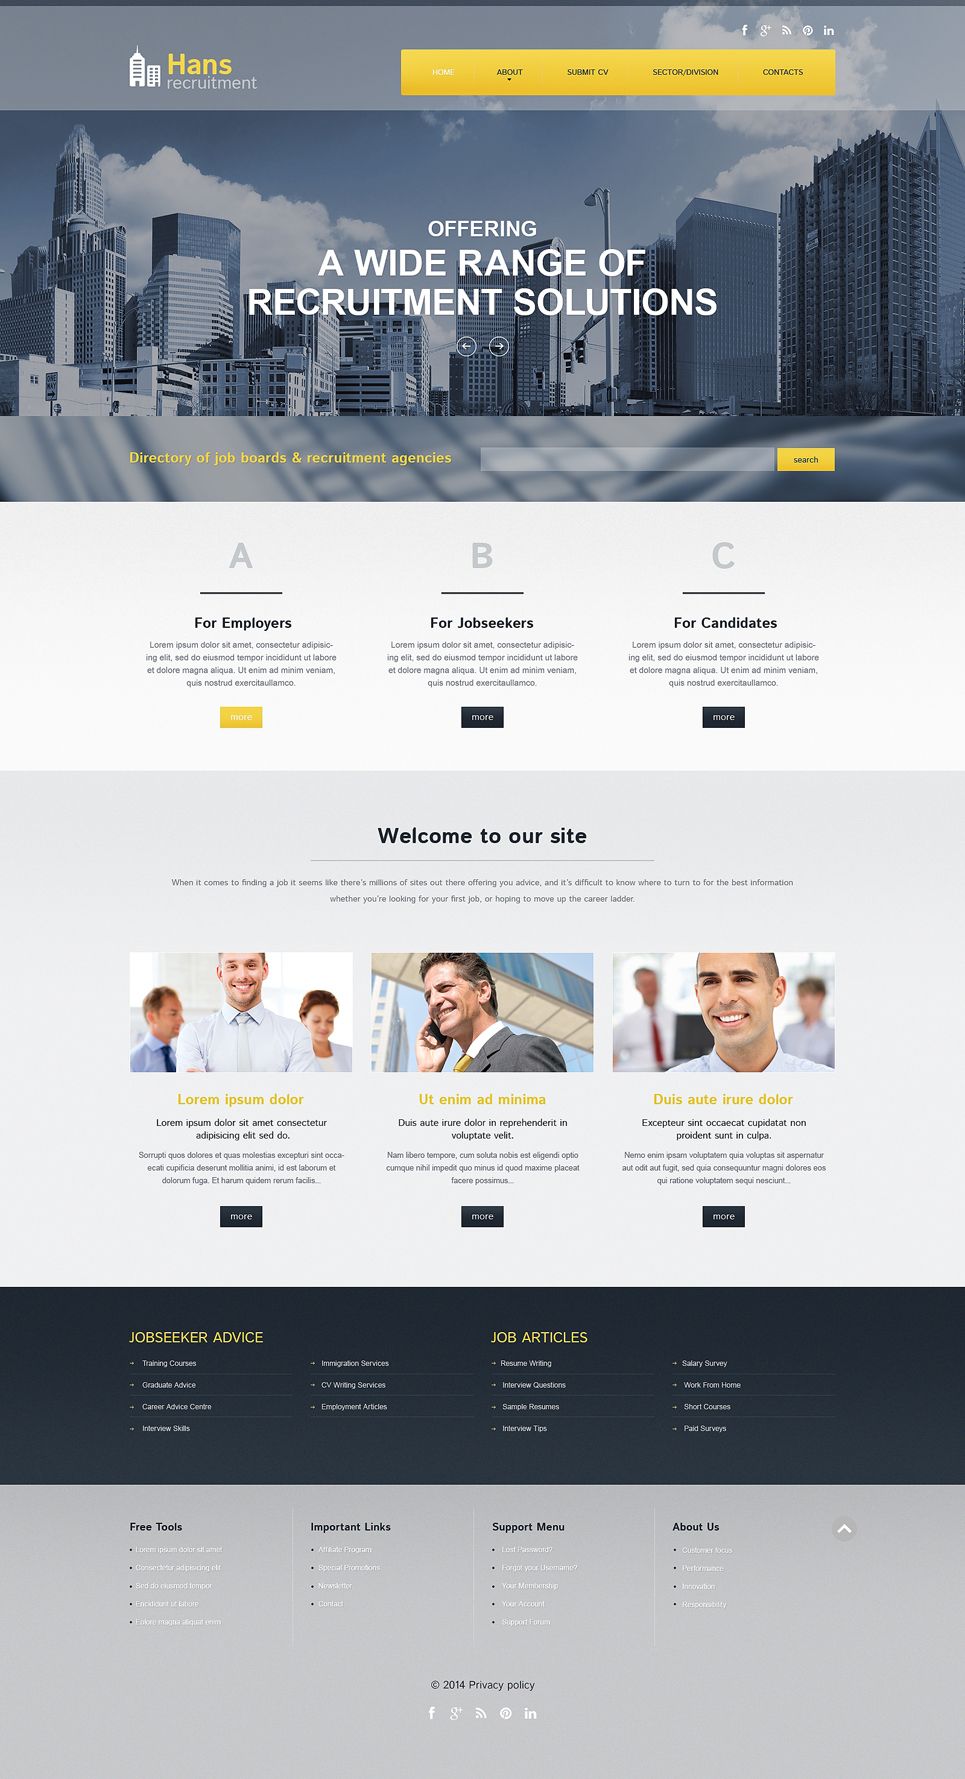 Hans
recruitment
HOME ABOUT SUBMIT CV SECTOR/DIVISION CONTACTS
OFFERING
A WIDE RANGE OF
RECRUITMENT SOLUTIONS
ONE WAY
Directory of job boards & recruitment agencies
search
A
For Employers
Lorem ipsum dolor sit amet, consectetur adipisic-
ing elit, sed do eiusmod tempor incididunt ut labore
et dolore magna aliqua. Ut enim ad minim veniam,
quis nostrud exercitaullamco.
more
B
For Jobseekers
Lorem ipsum dolor sit amet, consectetur adipisic-
ing elit, sed do eiusmod tempor incididunt ut labore
et dolore magna aliqua. Ut enim ad minim veniam,
quis nostrud exercitaullamco.
more
C
For Candidates
Lorem ipsum dolor sit amet, consectetur adipisic-
ing elit, sed do eiusmod tempor incididunt ut labore
et dolore magna aliqua. Ut enim ad minim veniam,
quis nostrud exercitaullamco.
more
Welcome to our site
When it comes to finding a job it seems like there's millions of sites out there offering you advice, and it's difficult to know where to turn to for the best information
whether you're looking for your first job, or hoping to move up the career ladder.
Lorem ipsum dolor
Lorem ipsum dolor sit amet consectetur
adipisicing elit sed do.
Sorrupti quos dolores et quas molestias excepturi sint occa-
ecati cupificia deserunt mollitia animi, id est laborum et
dolorum fuga. Et harum quidem rerum facilis...
more
Ut enim ad minima
Duis aute irure dolor in reprehenderit in
voluptate velit.
Nam libero tempore, cum soluta nobis est eligendi optio
cumque nihil impedit quo minus id quod maxime placeat
facere possimus...
more
Duis aute irure dolor
Excepteur sint occaecat cupidatat non
proident sunt in culpa.
Nemo enim ipsam voluptatem quia voluptas sit aspernatur
aut odit aut fugit, sed quia consequuntur magni dolores eos
qui ratione voluptatem sequi nesciunt...
more
JOBSEEKER ADVICE
Training Courses
Graduate Advice
Career Advice Centre
Interview Skills
Immigration Services
CV Writing Services
Employment Articles
JOB ARTICLES
Resume Writing
Interview Questions
Sample Resumes
Interview Tips
Salary Survey
Work From Home
Short Courses
Paid Surveys
Free Tools
Lorem ipsum dolor sit amet
Consectetur adipisicing elit
Sed do eiusmod tempor
Encididunt ut labore
Eolore magna aliquat enim
Important Links
Affiliate Program
Special Promotions
Newsletter
Contact
Support Menu
Lost Password?
Forgot your Username?
Your Membership
Your Account
Support Forum
About Us
Customer focus
Performance
Innovation
Responsibility
© 2014 Privacy policy